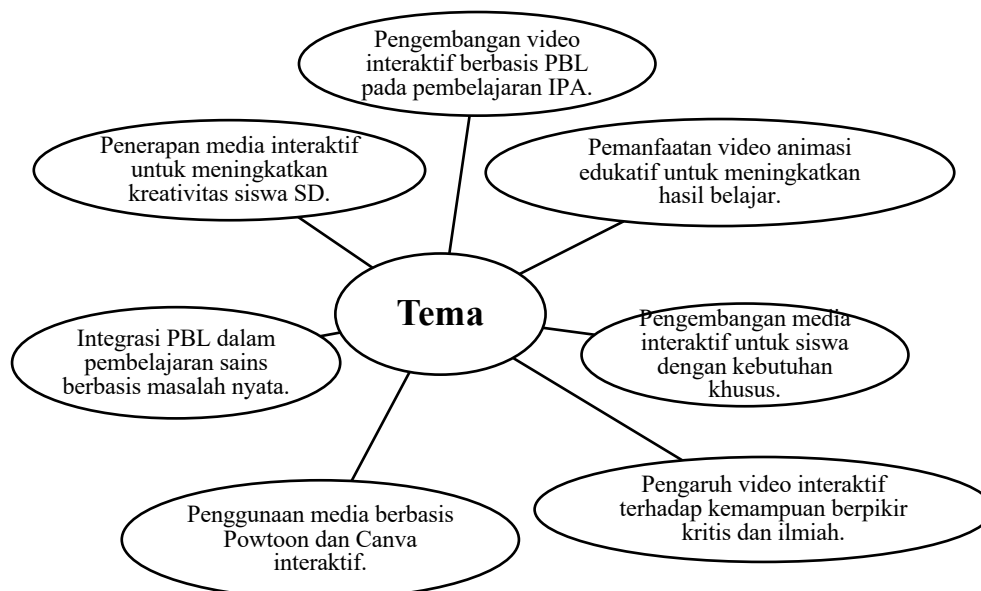 Pengembangan video
interaktif berbasis PBL
pada pembelajaran IPA.
Penerapan media interaktif
untuk meningkatkan
kreativitas siswa SD.
Pemanfaatan video animasi
edukatif untuk meningkatkan
hasil belajar.
Tema
Integrasi PBL dalam
pembelajaran sains
berbasis masalah nyata.
Pengembangan media
interaktif untuk siswa
dengan kebutuhan
khusus.
Penggunaan media berbasis
Powtoon dan Canva
interaktif.
Pengaruh video interaktif
terhadap kemampuan berpikir
kritis dan ilmiah.